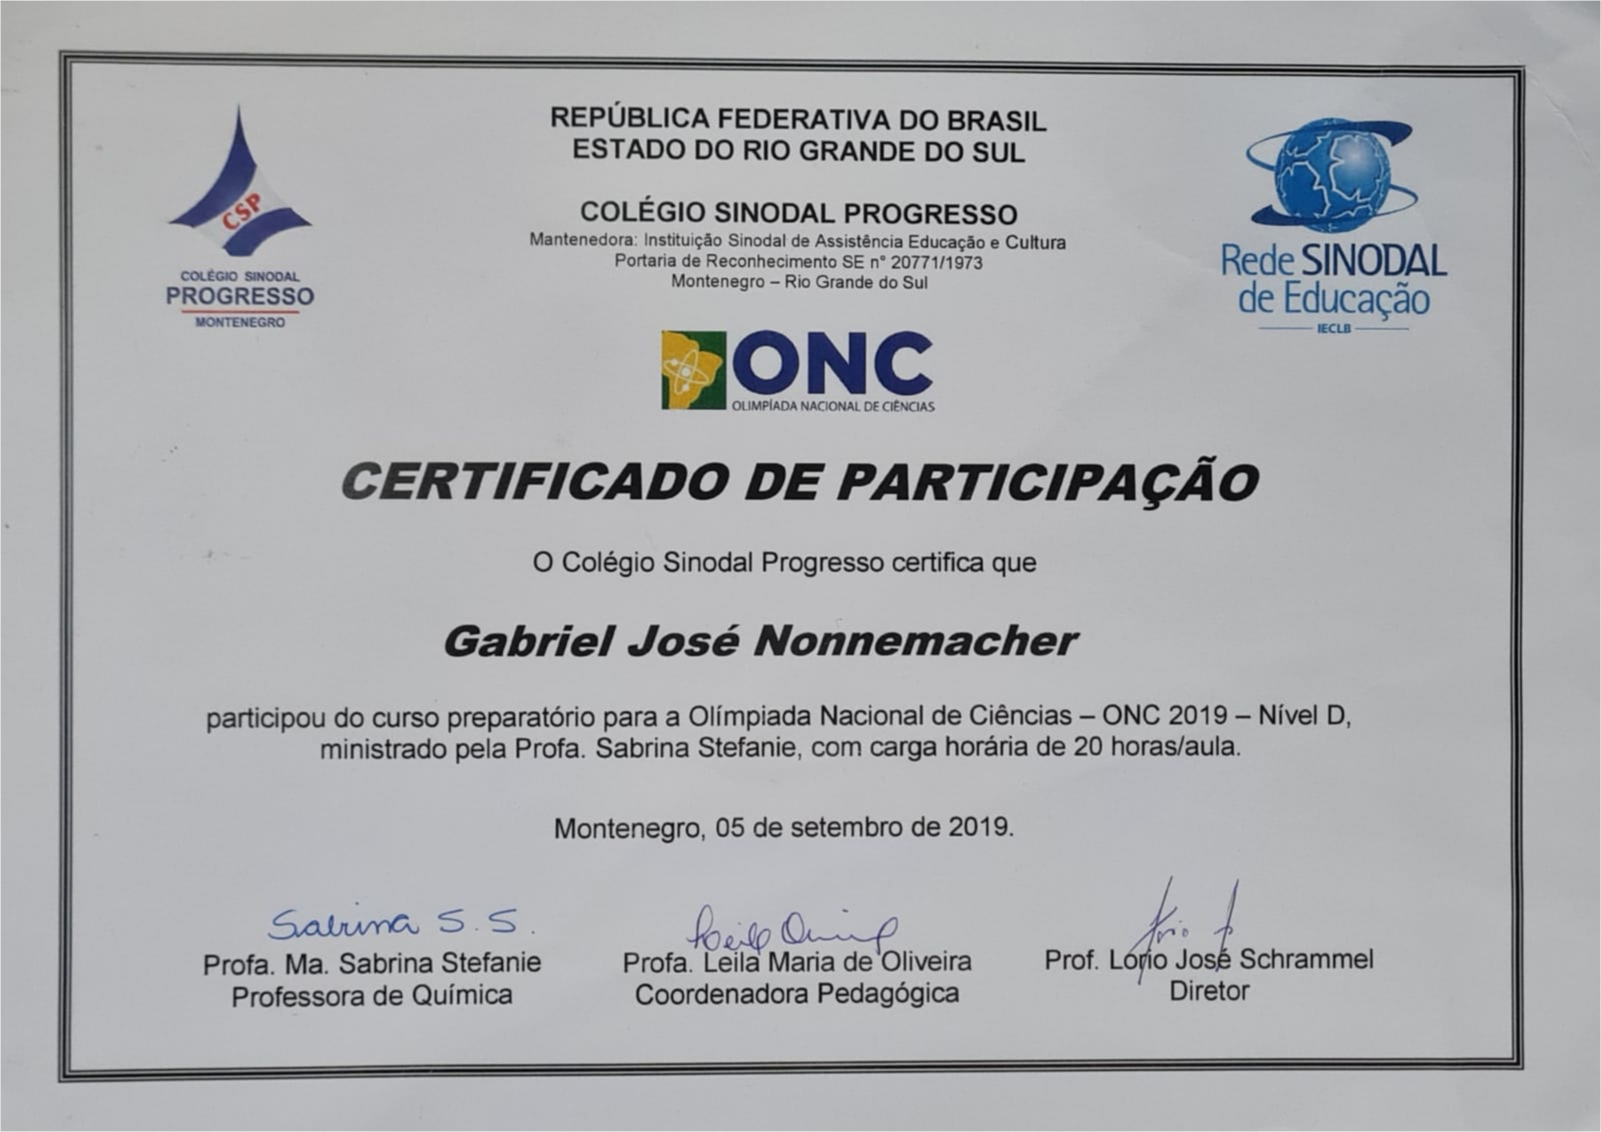 REPÚBLICA FEDERATIVA DO BRASIL
ESTADO DO RIO GRANDE DO SUL
COLÉGIO SINODAL PROGRESSO
Mantenedora: Instituição Sinodal de Assistência Educação e Cultura
Portaria de Reconhecimento SE n° 20771/1973
Montenegro – Rio Grande do Sul
CSP
COLÉGIO SINODAL
PROGRESSO
MONTENEGRO
Rede SINODAL
de Educação
IECLB
ONC
OLIMPÍADA NACIONAL DE CIÊNCIAS
CERTIFICADO DE PARTICIPAÇÃO
O Colégio Sinodal Progresso certifica que
Gabriel José Nonnemacher
participou do curso preparatório para a Olímpiada Nacional de Ciências – ONC 2019 – Nível D,
ministrado pela Profa. Sabrina Stefanie, com carga horária de 20 horas/aula.
Montenegro, 05 de setembro de 2019.
Sabrina S. S.
Profa. Ma. Sabrina Stefanie
Professora de Química
Profa. Leila Maria de Oliveira
Coordenadora Pedagógica
Prof. Lório José Schrammel
Diretor